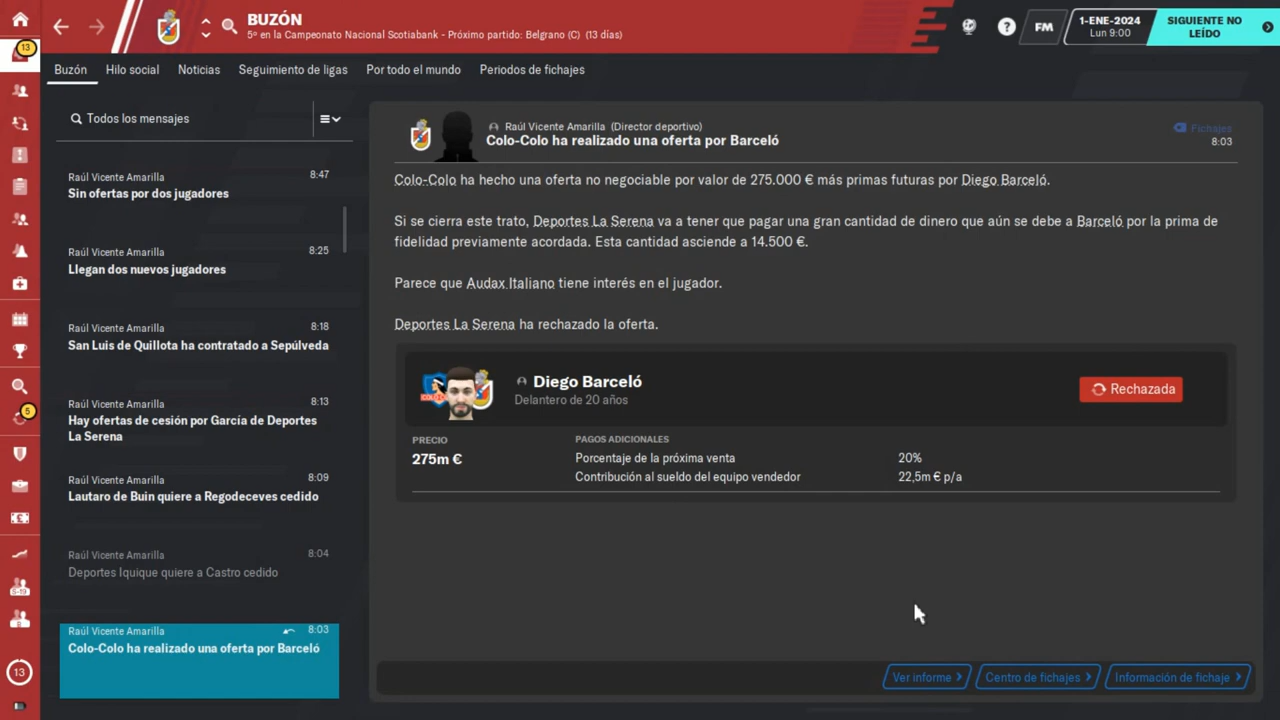 BUZÓN
5º en el Campeonato Nacional Scotiabank - Próximo partido: Belgrano (C) (13 días)
FM
1-ENE-2024
Lun 9:00
SIGUIENTE NO
LEÍDO
13
Buzón
Hilo social
Noticias
Seguimiento de ligas
Por todo el mundo
Periodos de fichajes
Todos los mensajes
Raúl Vicente Amarilla
8:47
Sin ofertas por dos jugadores
Raúl Vicente Amarilla
8:25
Llegan dos nuevos jugadores
Raúl Vicente Amarilla
8:18
San Luis de Quillota ha contratado a Sepúlveda
Raúl Vicente Amarilla
8:13
Hay ofertas de cesión por García de Deportes
La Serena
5
Raúl Vicente Amarilla
8:09
Lautaro de Buin quiere a Regodeceves cedido
Raúl Vicente Amarilla
8:04
Deportes Iquique quiere a Castro cedido
Raúl Vicente Amarilla
8:03
Colo-Colo ha realizado una oferta por Barceló
13
Raúl Vicente Amarilla (Director deportivo)
Colo-Colo ha realizado una oferta por Barceló
Fichajes
8:03
Colo-Colo ha hecho una oferta no negociable por valor de 275.000 € más primas futuras por Diego Barceló.
Si se cierra este trato, Deportes La Serena va a tener que pagar una gran cantidad de dinero que aún se debe a Barceló por la prima de
fidelidad previamente acordada. Esta cantidad asciende a 14.500 €.
Parece que Audax Italiano tiene interés en el jugador.
Deportes La Serena ha rechazado la oferta.
Diego Barceló
Delantero de 20 años
Rechazada
PRECIO
275m €
PAGOS ADICIONALES
Porcentaje de la próxima venta
20%
Contribución al sueldo del equipo vendedor
22,5m € p/a
Ver informe
Centro de fichajes
Información de fichaje